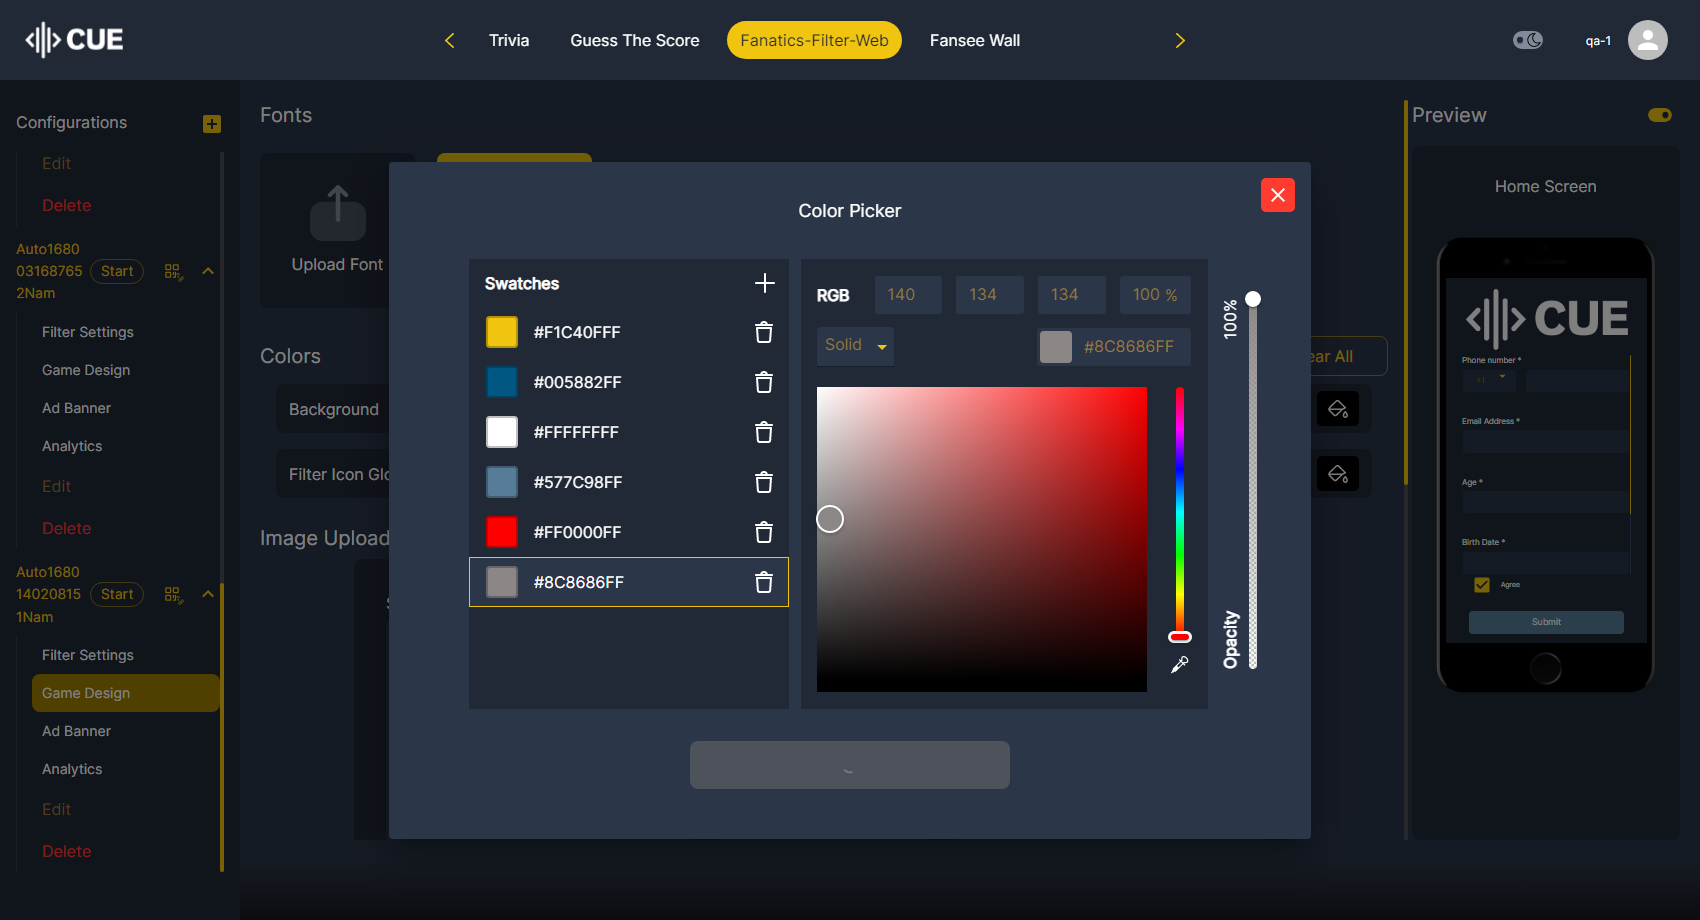 CUE
Trivia
Guess The Score
Fanatics-Filter-Web
Fansee Wall
qa-1
Configurations
Edit
Delete
Auto1680
03168765
2Nam
Start
Filter Settings
Game Design
Ad Banner
Analytics
Edit
Delete
Auto1680
14020815
1Nam
Start
Filter Settings
Game Design
Ad Banner
Analytics
Edit
Delete
Fonts
Upload Font
Colors
Background
Filter Icon Glo
Image Upload
ear All
Color Picker
Swatches
#F1C40FFF
#005882FF
#FFFFFFFF
#577C98FF
#FF0000FF
#8C8686FF
RGB
140
134
134
100 %
Solid
#8C8686FF
100%
Opacity
Preview
Home Screen
CUE
Phone number *
+1
Email Address *
Age *
Birth Date *
Agree
Submit